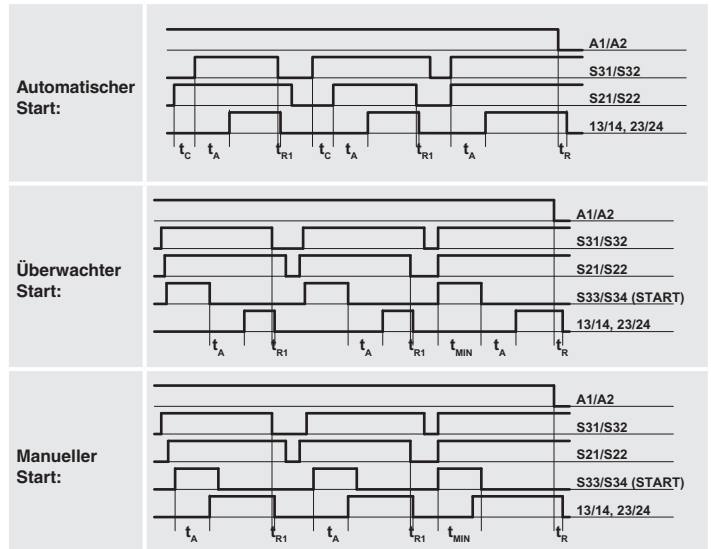 Automatischer
Start:
A1/A2
S31/S32
S21/S22
13/14, 23/24
tC tA tR1 tC tA tR1 tA tR
Überwachter
Start:
A1/A2
S31/S32
S21/S22
S33/S34 (START)
13/14, 23/24
tA tR1 tA tR1 tMIN tA tR
Manueller
Start:
A1/A2
S31/S32
S21/S22
S33/S34 (START)
13/14, 23/24
tA tR1 tA tR1 tMIN tR